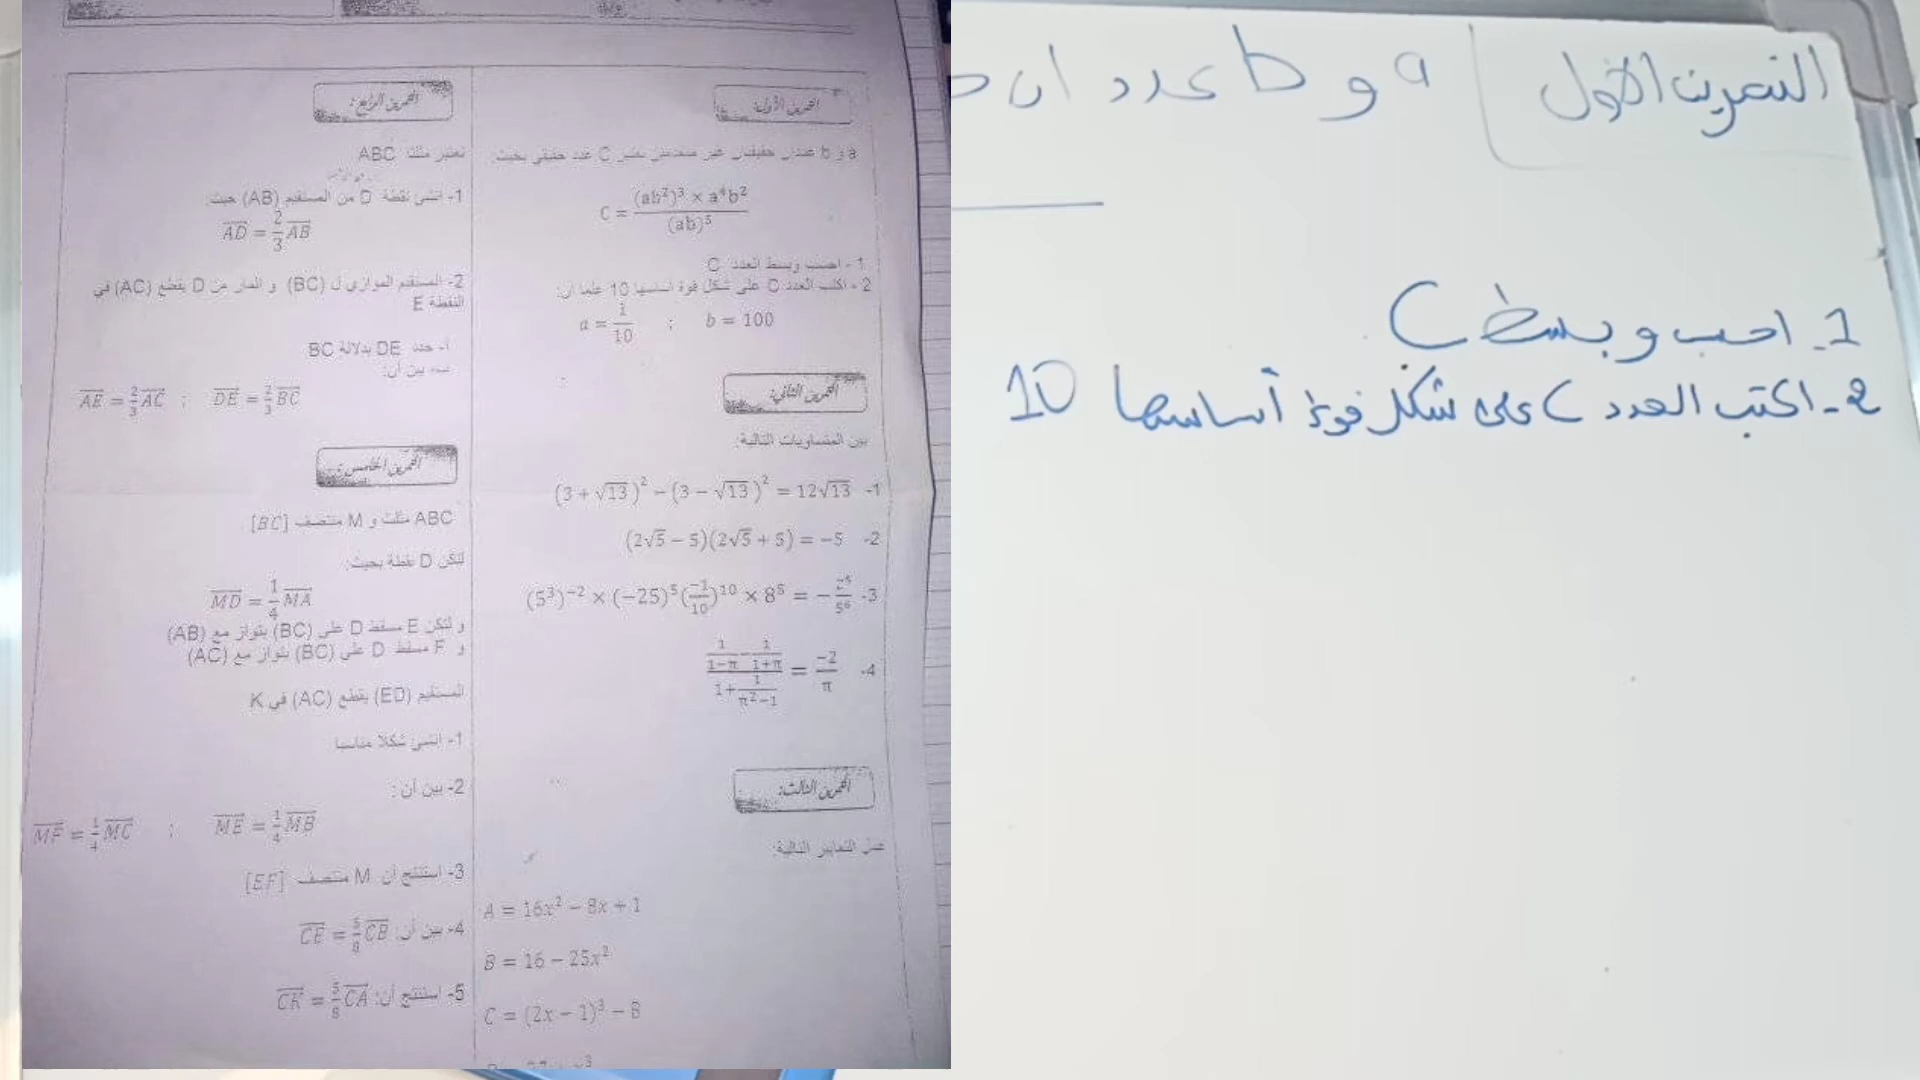 التمرين الأول:
a و b عددان حقيقيان غير منعدمين نعتبر C عدد حقيقي بحيث:
C = (ab²)³ × a⁴b² / (ab)⁵
1 - احسب وبسط العدد C
2 - اكتب العدد C على شكل قوة اساسها 10 علما ان:
a = 1/10 ; b = 100
التمرين الثاني:
بين المتساويات التالية:
1- (3 + √13)² − (3 − √13)² = 12√13
2- (2√5 − 5)(2√5 + 5) = −5
3- (5³)⁻² × (−25)⁵(−1/10)¹⁰ × 8⁵ = − 2⁵/5⁶
4- (1/(1−π) − 1/(1+π)) / (1 + 1/(π²−1)) = −2/π
التمرين الثالث:
عمل التعابير التالية:
A = 16x² − 8x + 1
B = 16 − 25x²
C = (2x − 1)³ − 8
التمرين الرابع:
نعتبر مثلثا ABC
1- انشئ نقطة D من المستقيم (AB) حيث:
AD = 2/3 AB
2- المستقيم الموازي ل (BC) و المار من D يقطع (AC) في
النقطة E
أ- حدد DE بدلالة BC
ب- بين أن:
AE = 2/3 AC ; DE = 2/3 BC
التمرين الخامس:
ABC مثلث و M منتصف [BC]
لتكن D نقطة بحيث:
MD = 1/4 MA
و لتكن E مسقط D على (BC) بتواز مع (AB)
و F مسقط D على (BC) بتواز مع (AC)
المستقيم (ED) يقطع (AC) في K
1- انشئ شكلا مناسبا
2- بين أن:
MF = 1/4 MC ; ME = 1/4 MB
3- استنتج أن M منتصف [EF]
4- بين أن: CE = 5/8 CB
5- استنتج أن: CK = 5/8 CA
التمرين الأول a و b عدد ان
1- احسب و بسط C
2- اكتب العدد C على شكل قوة أساسها 10